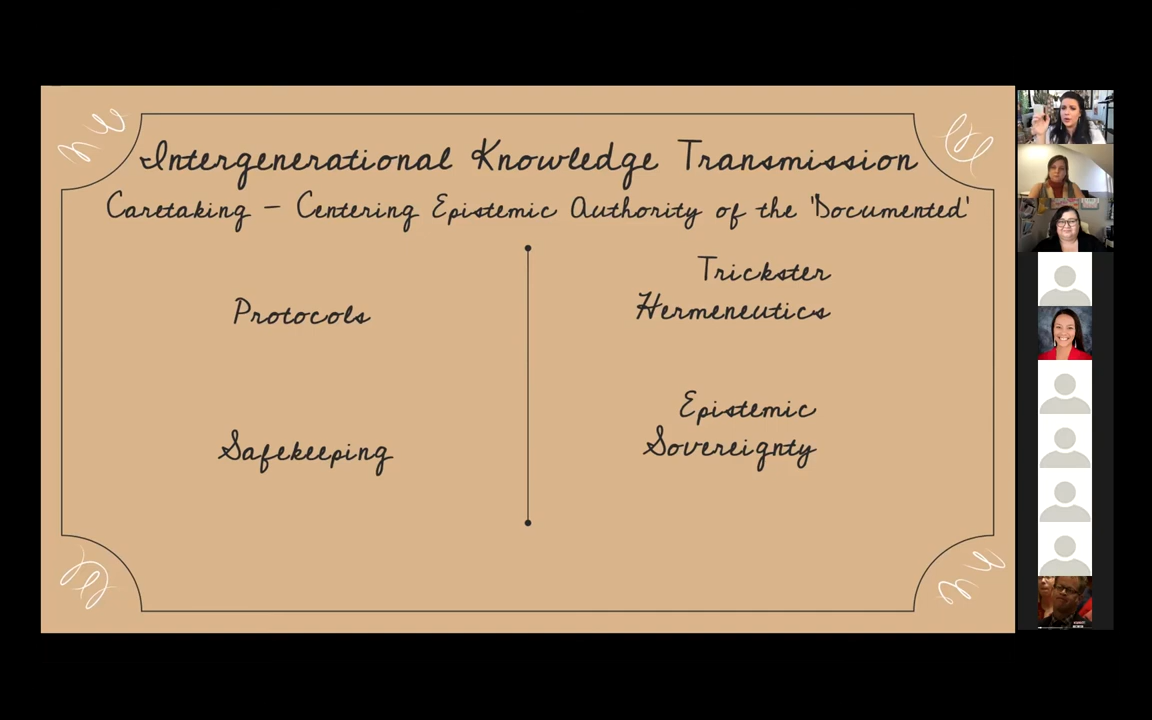 Intergenerational Knowledge Transmission
Caretaking - Centering Epistemic Authority of the 'Documented'
Protocols
Safekeeping
Trickster
Hermeneutics
Epistemic
Sovereignty